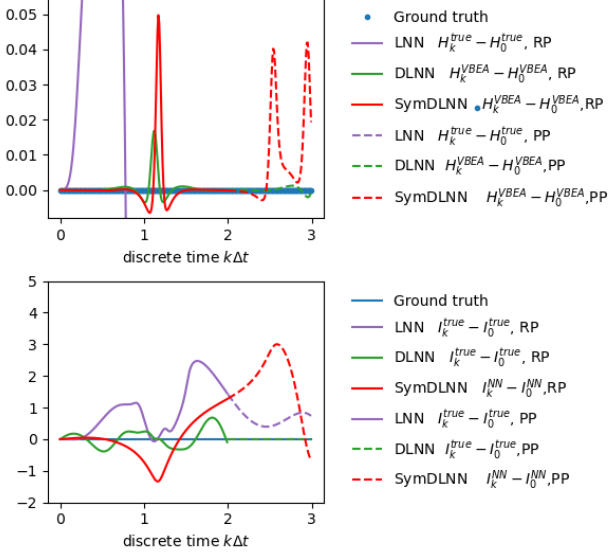 0.05
0.04
0.03
0.02
0.01
0.00
0 1 2 3
discrete time kΔt
Ground truth
LNN H_k^{true} − H_0^{true}, RP
DLNN H_k^{VBEA} − H_0^{VBEA}, RP
SymDLNN H_k^{VBEA} − H_0^{VBEA},RP
LNN H_k^{true} − H_0^{true}, PP
DLNN H_k^{VBEA} − H_0^{VBEA},PP
SymDLNN H_k^{VBEA} − H_0^{VBEA},PP
5
4
3
2
1
0
−1
−2
0 1 2 3
discrete time kΔt
Ground truth
LNN I_k^{true} − I_0^{true}, RP
DLNN I_k^{true} − I_0^{true}, RP
SymDLNN I_k^{NN} − I_0^{NN},RP
LNN I_k^{true} − I_0^{true}, PP
DLNN I_k^{true} − I_0^{true},PP
SymDLNN I_k^{NN} − I_0^{NN},PP